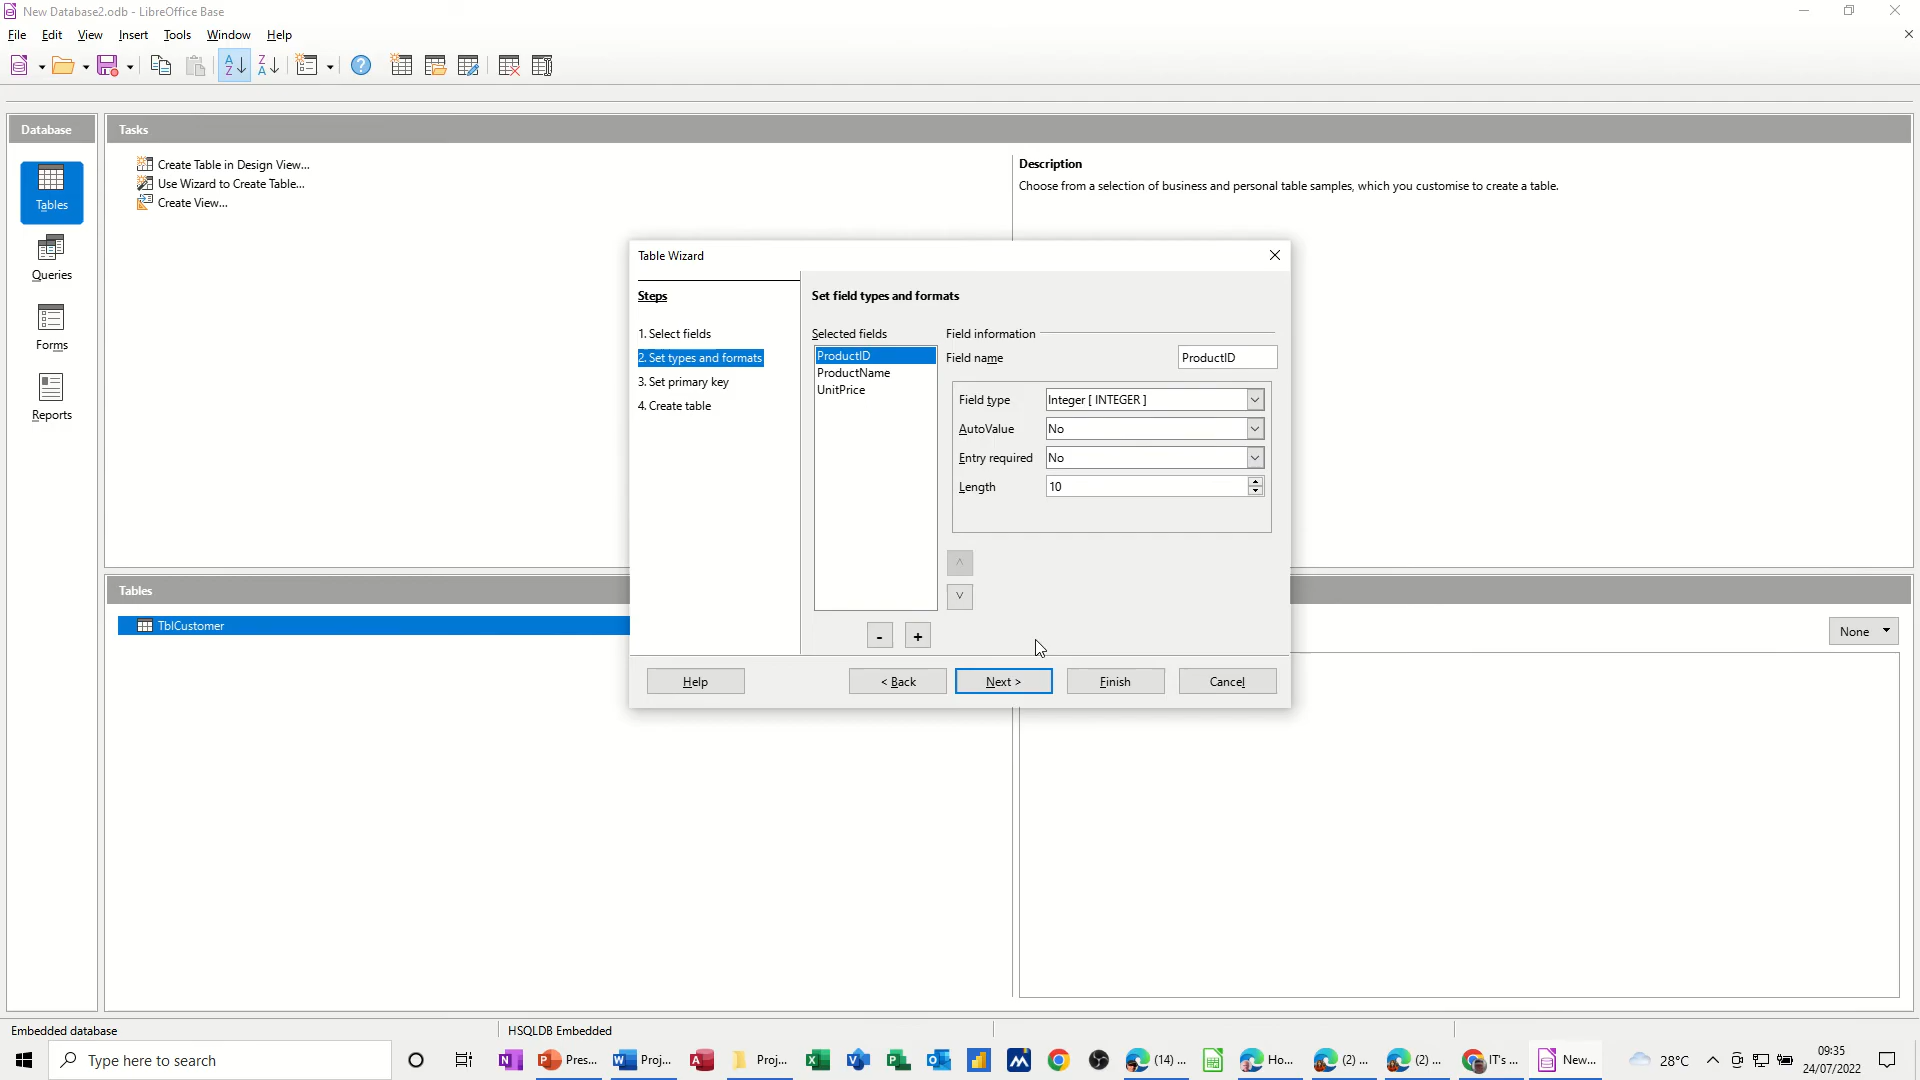 New Database2.odb - LibreOffice Base
File Edit View Insert Tools Window Help
Database
Tables
Queries
Forms
Reports
Tasks
Create Table in Design View...
Use Wizard to Create Table...
Create View...
Description
Choose from a selection of business and personal table samples, which you customise to create a table.
Table Wizard
Steps
1. Select fields
2. Set types and formats
3. Set primary key
4. Create table
Set field types and formats
Selected fields
ProductID
ProductName
UnitPrice
- +
Field information
Field name ProductID
Field type Integer [ INTEGER ]
AutoValue No
Entry required No
Length 10
Help < Back Next > Finish Cancel
Tables
TblCustomer
None
Embedded database HSQLDB Embedded
Type here to search
Pres... Proj... Proj... (14) ... Ho... (2) ... (2) ... IT's ... New...
28°C
09:35
24/07/2022